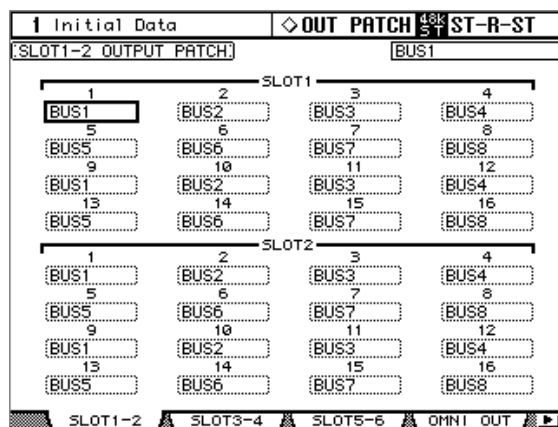 1 Initial Data ◇OUT PATCH 48k ST ST-R-ST
SLOT1-2 OUTPUT PATCH BUS1
SLOT1
1 2 3 4
BUS1 BUS2 BUS3 BUS4
5 6 7 8
BUS5 BUS6 BUS7 BUS8
9 10 11 12
BUS1 BUS2 BUS3 BUS4
13 14 15 16
BUS5 BUS6 BUS7 BUS8
SLOT2
1 2 3 4
BUS1 BUS2 BUS3 BUS4
5 6 7 8
BUS5 BUS6 BUS7 BUS8
9 10 11 12
BUS1 BUS2 BUS3 BUS4
13 14 15 16
BUS5 BUS6 BUS7 BUS8
SLOT1-2 SLOT3-4 SLOT5-6 OMNI OUT